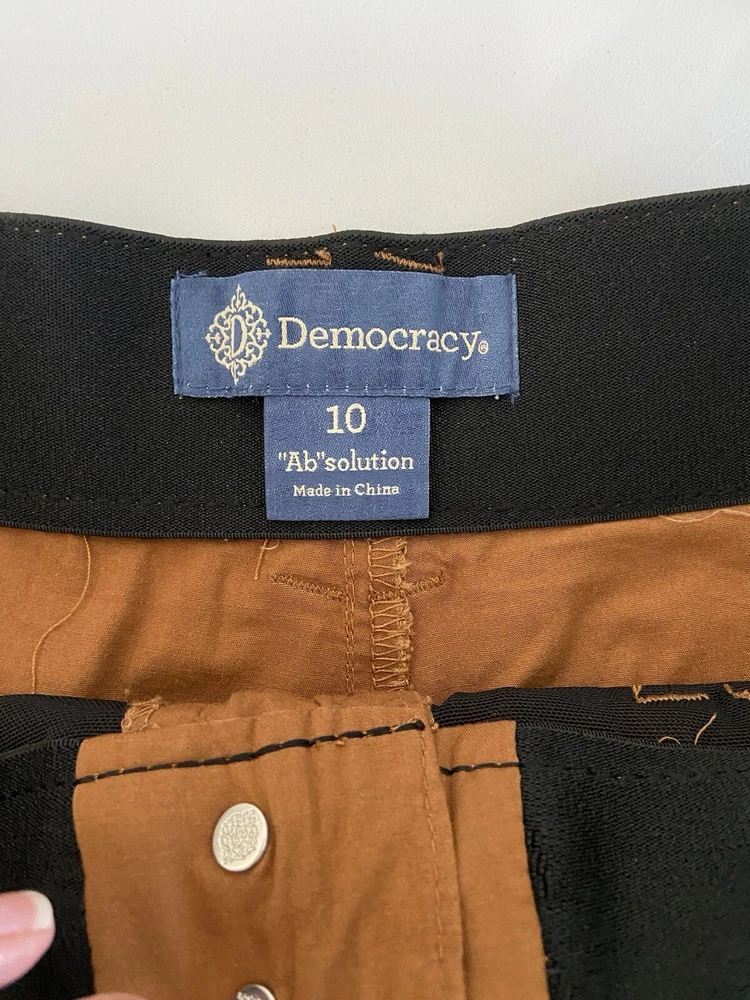 D Democracy®
10
"Ab"solution
Made in China